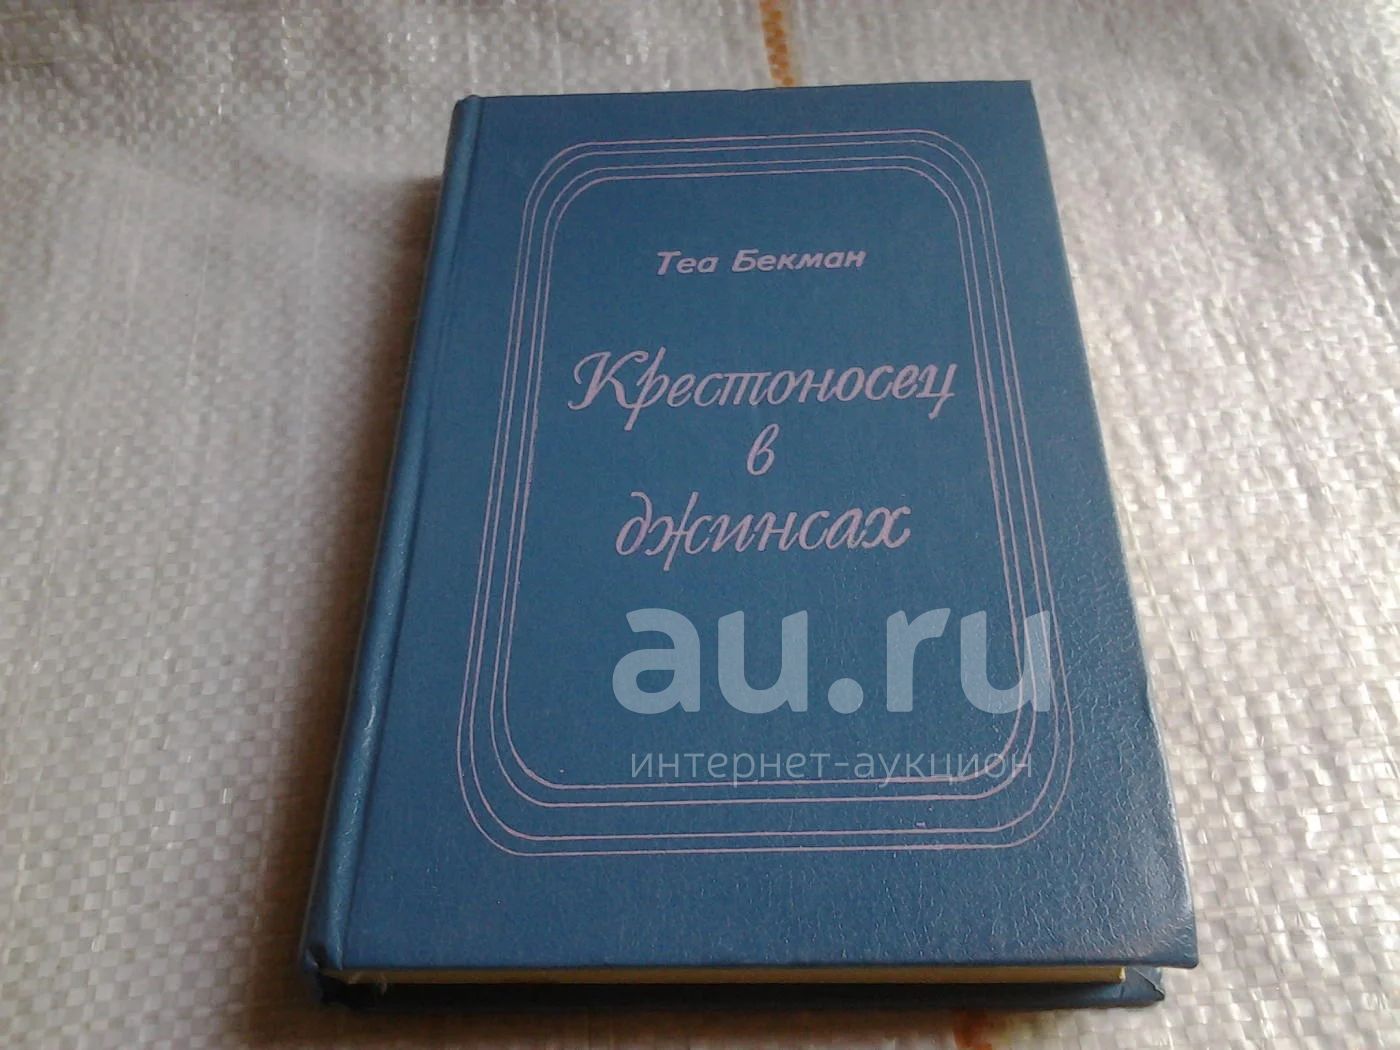 Теа Бекман
Крестоносец
в
джинсах
au.ru
интернет-аукцион